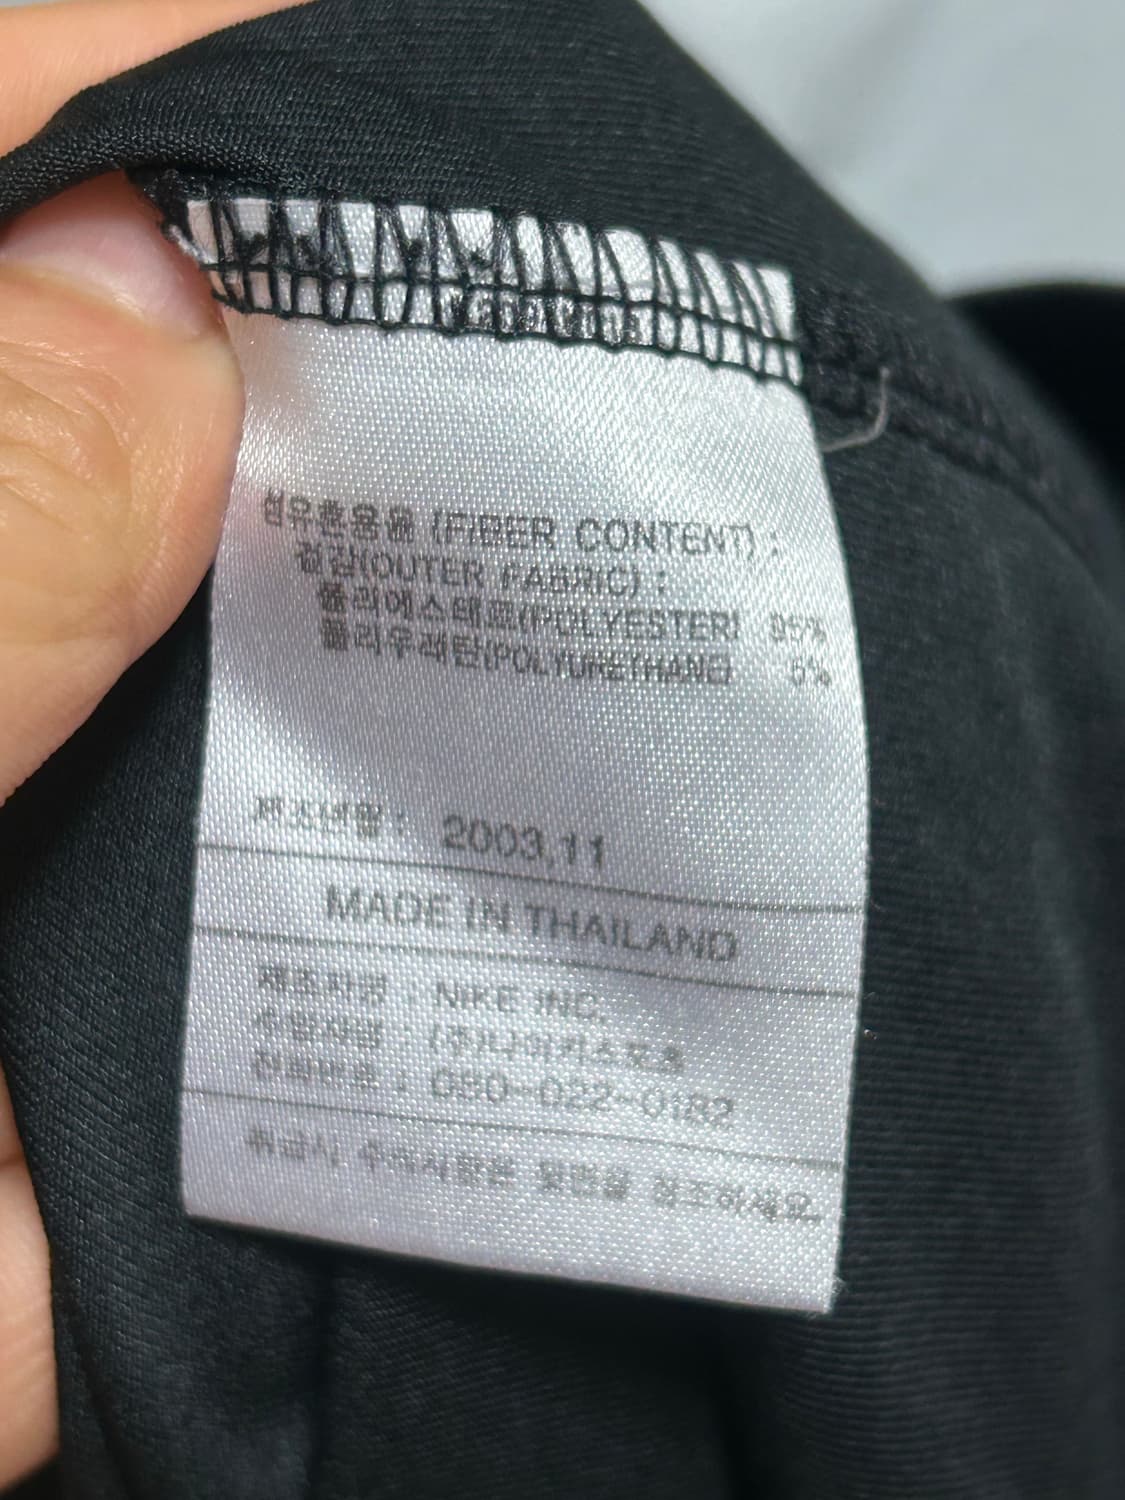 섬유혼용율 (FIBER CONTENT) :
겉감(OUTER FABRIC) :
폴리에스테르(POLYESTER) 95%
폴리우레탄(POLYURETHANE) 5%
제조년월 : 2003.11
MADE IN THAILAND
제조자명 : NIKE INC.
수입자명 : (주)나이키스포츠
전화번호 : 080-022-0182
취급시 주의사항은 뒷면을 참조하세요.